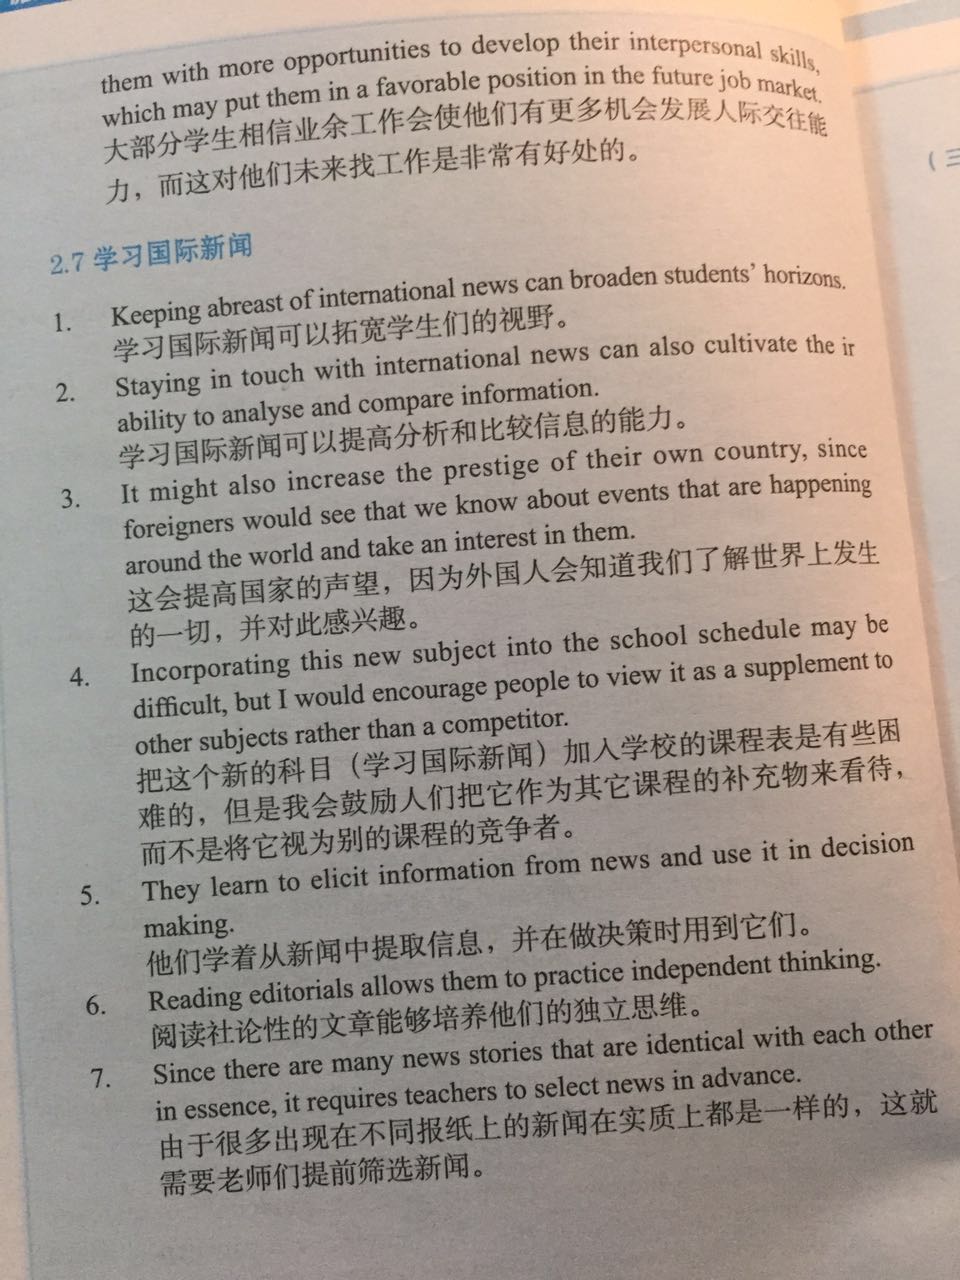 them with more opportunities to develop their interpersonal skills,
which may put them in a favorable position in the future job market.
大部分学生相信业余工作会使他们有更多机会发展人际交往能
力，而这对他们未来找工作是非常有好处的。
（三
2.7 学习国际新闻
1. Keeping abreast of international news can broaden students' horizons.
学习国际新闻可以拓宽学生们的视野。
2. Staying in touch with international news can also cultivate the ir
ability to analyse and compare information.
学习国际新闻可以提高分析和比较信息的能力。
3. It might also increase the prestige of their own country, since
foreigners would see that we know about events that are happening
around the world and take an interest in them.
这会提高国家的声望，因为外国人会知道我们了解世界上发生
的一切，并对此感兴趣。
4. Incorporating this new subject into the school schedule may be
difficult, but I would encourage people to view it as a supplement to
other subjects rather than a competitor.
把这个新的科目（学习国际新闻）加入学校的课程表是有些困
难的，但是我会鼓励人们把它作为其它课程的补充物来看待，
而不是将它视为别的课程的竞争者。
5. They learn to elicit information from news and use it in decision
making.
他们学着从新闻中提取信息，并在做决策时用到它们。
6. Reading editorials allows them to practice independent thinking.
阅读社论性的文章能够培养他们的独立思维。
7. Since there are many news stories that are identical with each other
in essence, it requires teachers to select news in advance.
由于很多出现在不同报纸上的新闻在实质上都是一样的，这就
需要老师们提前筛选新闻。